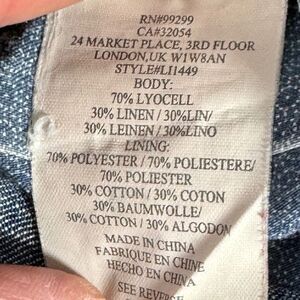 RN#99299
CA#32054
24 MARKET PLACE, 3RD FLOOR
LONDON,UK W1W8AN
STYLE#LI1449
BODY:
70% LYOCELL
30% LINEN / 30%LIN/
30% LEINEN / 30%LINO
LINING:
70% POLYESTER / 70% POLIESTERE/
70% POLIESTER
30% COTTON / 30% COTON
30% BAUMWOLLE/
30% COTTON / 30% ALGODON
MADE IN CHINA
FABRIQUE EN CHINE
HECHO EN CHINA
SEE REVERSE